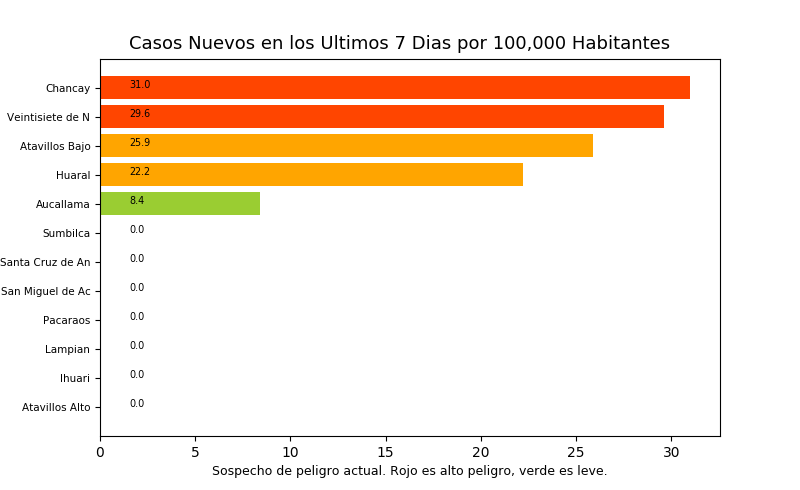 Casos Nuevos en los Ultimos 7 Dias por 100,000 Habitantes
Chancay 31.0
Veintisiete de N 29.6
Atavillos Bajo 25.9
Huaral 22.2
Aucallama 8.4
Sumbilca 0.0
Santa Cruz de An 0.0
San Miguel de Ac 0.0
Pacaraos 0.0
Lampian 0.0
Ihuari 0.0
Atavillos Alto 0.0
0 5 10 15 20 25 30
Sospecho de peligro actual. Rojo es alto peligro, verde es leve.